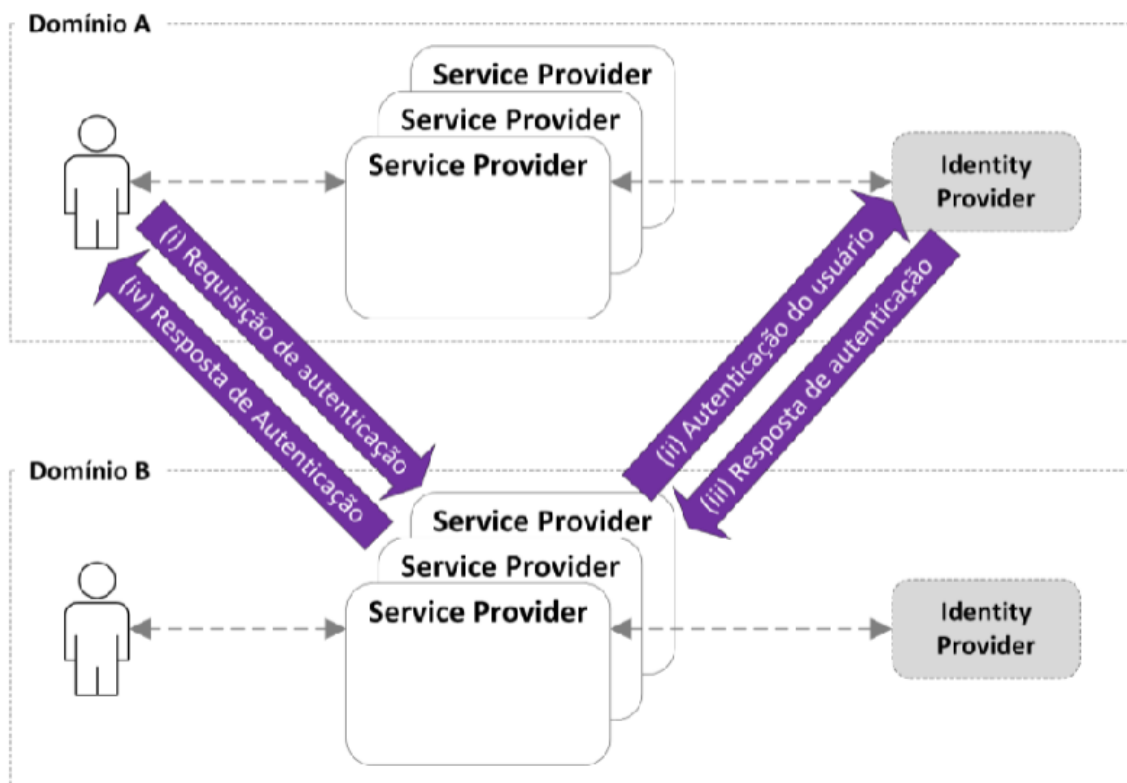 Domínio A
Service Provider
Service Provider
Service Provider
Identity
Provider
(i) Requisição de autenticação
(iv) Resposta de Autenticação
(ii) Autenticação do usuário
(iii) Resposta de autenticação
Domínio B
Service Provider
Service Provider
Service Provider
Identity
Provider